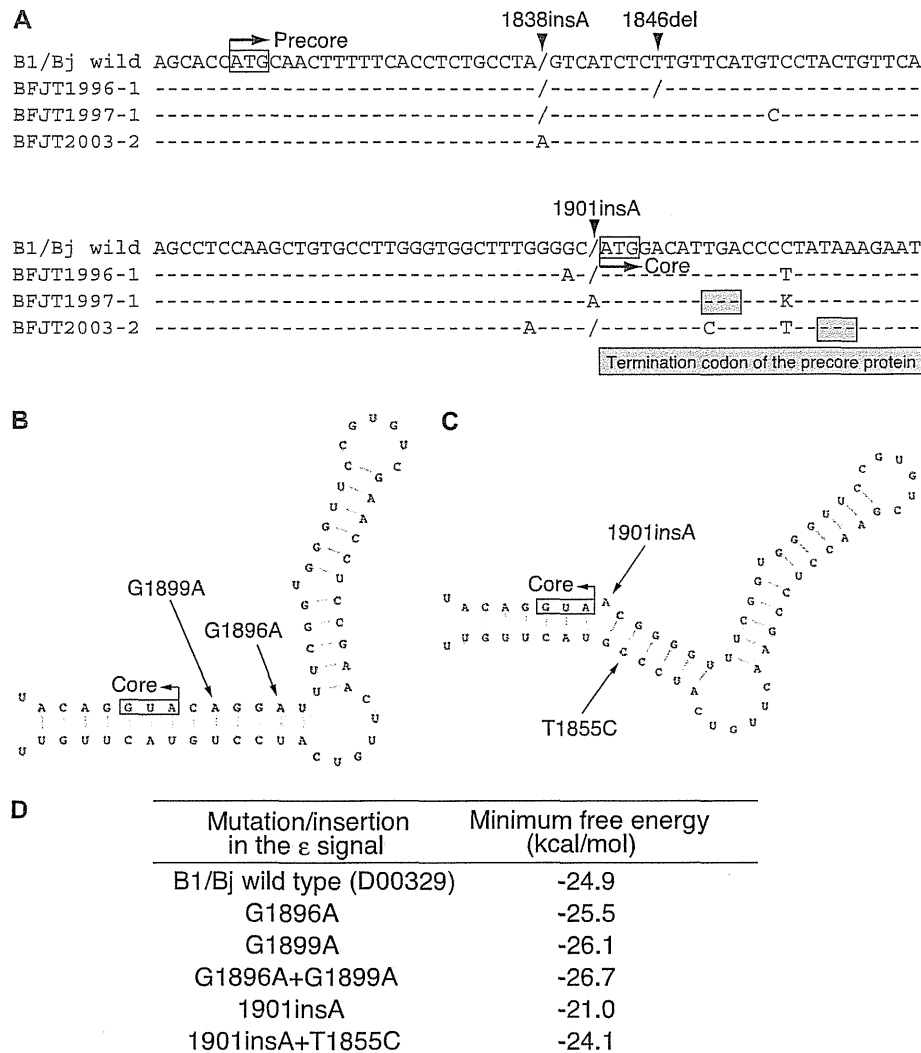 A
1838insA 1846del
Precore
B1/Bj wild AGCACCATGCAACTTTTTCACCTCTGCCTA/GTCATCTCTTGTTCATGTCCTACTGTTCA
BFJT1996-1 ------------------------------/--------/--------------------
BFJT1997-1 ------------------------------/-----------------C-----------
BFJT2003-2 ------------------------------A-----------------------------
1901insA
B1/Bj wild AGCCTCCAAGCTGTGCCTTGGGTGGCTTTGGGGC/ATGGACATTGACCCCTATAAAGAAT
Core
BFJT1996-1 --------------------------------A-/--------------T----------
BFJT1997-1 ----------------------------------A--------------K----------
BFJT2003-2 -----------------------------A----/--------C-----T----------
Termination codon of the precore protein
B
G1899A
G1896A
Core
U A C A G G U A C A G G A U
C
1901insA
Core
U A C A G G U A A
T1855C
D
Mutation/insertion in the ε signal Minimum free energy (kcal/mol)
B1/Bj wild type (D00329) -24.9
G1896A -25.5
G1899A -26.1
G1896A+G1899A -26.7
1901insA -21.0
1901insA+T1855C -24.1